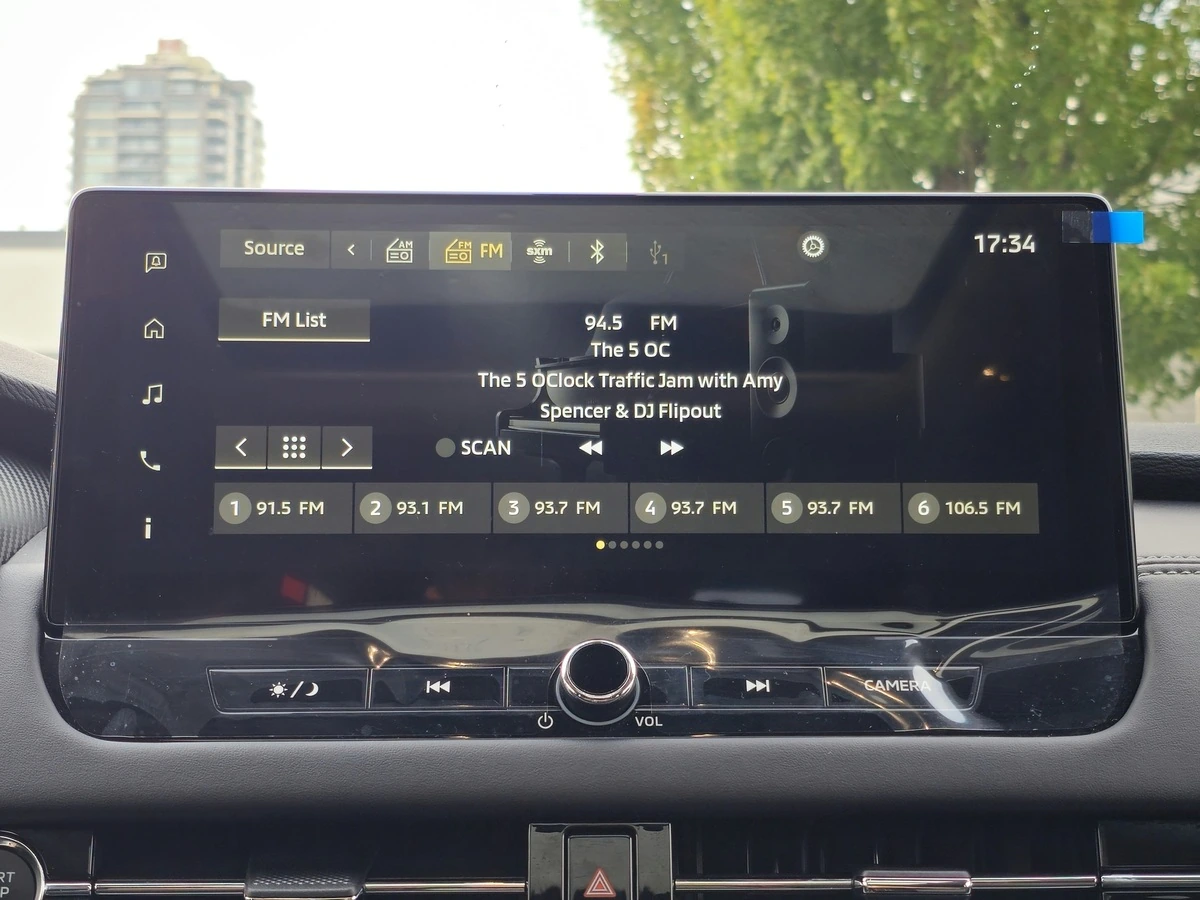 Source
AM
FM FM
sxm
1
17:34
FM List
94.5 FM
The 5 OC
The 5 OClock Traffic Jam with Amy
Spencer & DJ Flipout
SCAN
1 91.5 FM 2 93.1 FM 3 93.7 FM 4 93.7 FM 5 93.7 FM 6 106.5 FM
CAMERA
VOL